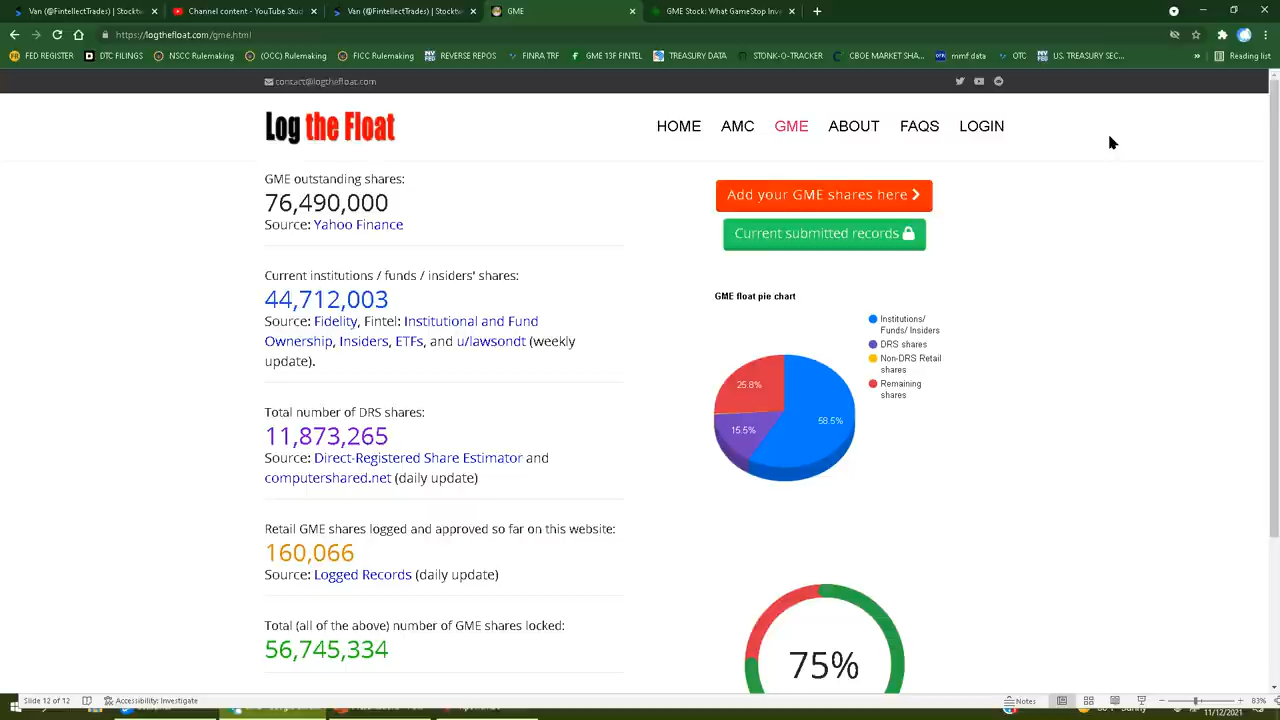 Van (@FintelectTrades) | Stockt
Channel content - YouTube Stud
Van (@FintelectTrades) | Stockt
GME
GME Stock: What GameStop Inve
https://logthefloat.com/gme.html
FED REGISTER
DTC FILINGS
NSCC Rulemaking
(OCC) RuleMaking
FICC Rulemaking
REVERSE REPOS
FINRA TRF
GME 13F FINTEL
TREASURY DATA
STONK-O-TRACKER
CBOE MARKET SHA...
mmf data
OTC
U.S. TREASURY SEC...
Reading list
contact@logthefloat.com
Log the Float
HOME AMC GME ABOUT FAQS LOGIN
GME outstanding shares:
76,490,000
Source: Yahoo Finance
Current institutions / funds / insiders' shares:
44,712,003
Source: Fidelity, Fintel: Institutional and Fund
Ownership, Insiders, ETFs, and u/lawsondt (weekly
update).
Total number of DRS shares:
11,873,265
Source: Direct-Registered Share Estimator and
computershared.net (daily update)
Retail GME shares logged and approved so far on this website:
160,066
Source: Logged Records (daily update)
Total (all of the above) number of GME shares locked:
56,745,334
Add your GME shares here
Current submitted records
GME float pie chart
Institutions/
Funds/ Insiders
DRS shares
Non-DRS Retail
shares
Remaining
shares
25.8%
15.5%
58.5%
75%
Slide 12 of 12
Accessibility: Investigate
Notes
83%
11/12/2021